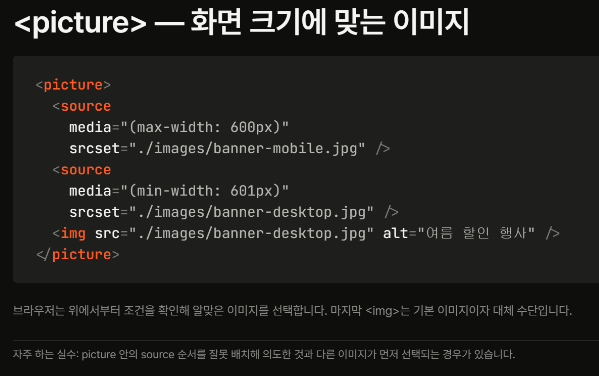 <picture> — 화면 크기에 맞는 이미지
<picture>
<source
media="(max-width: 600px)"
srcset="./images/banner-mobile.jpg" />
<source
media="(min-width: 601px)"
srcset="./images/banner-desktop.jpg" />
<img src="./images/banner-desktop.jpg" alt="여름 할인 행사" />
</picture>
브라우저는 위에서부터 조건을 확인해 알맞은 이미지를 선택합니다. 마지막 <img>는 기본 이미지이자 대체 수단입니다.
자주 하는 실수: picture 안의 source 순서를 잘못 배치해 의도한 것과 다른 이미지가 먼저 선택되는 경우가 있습니다.